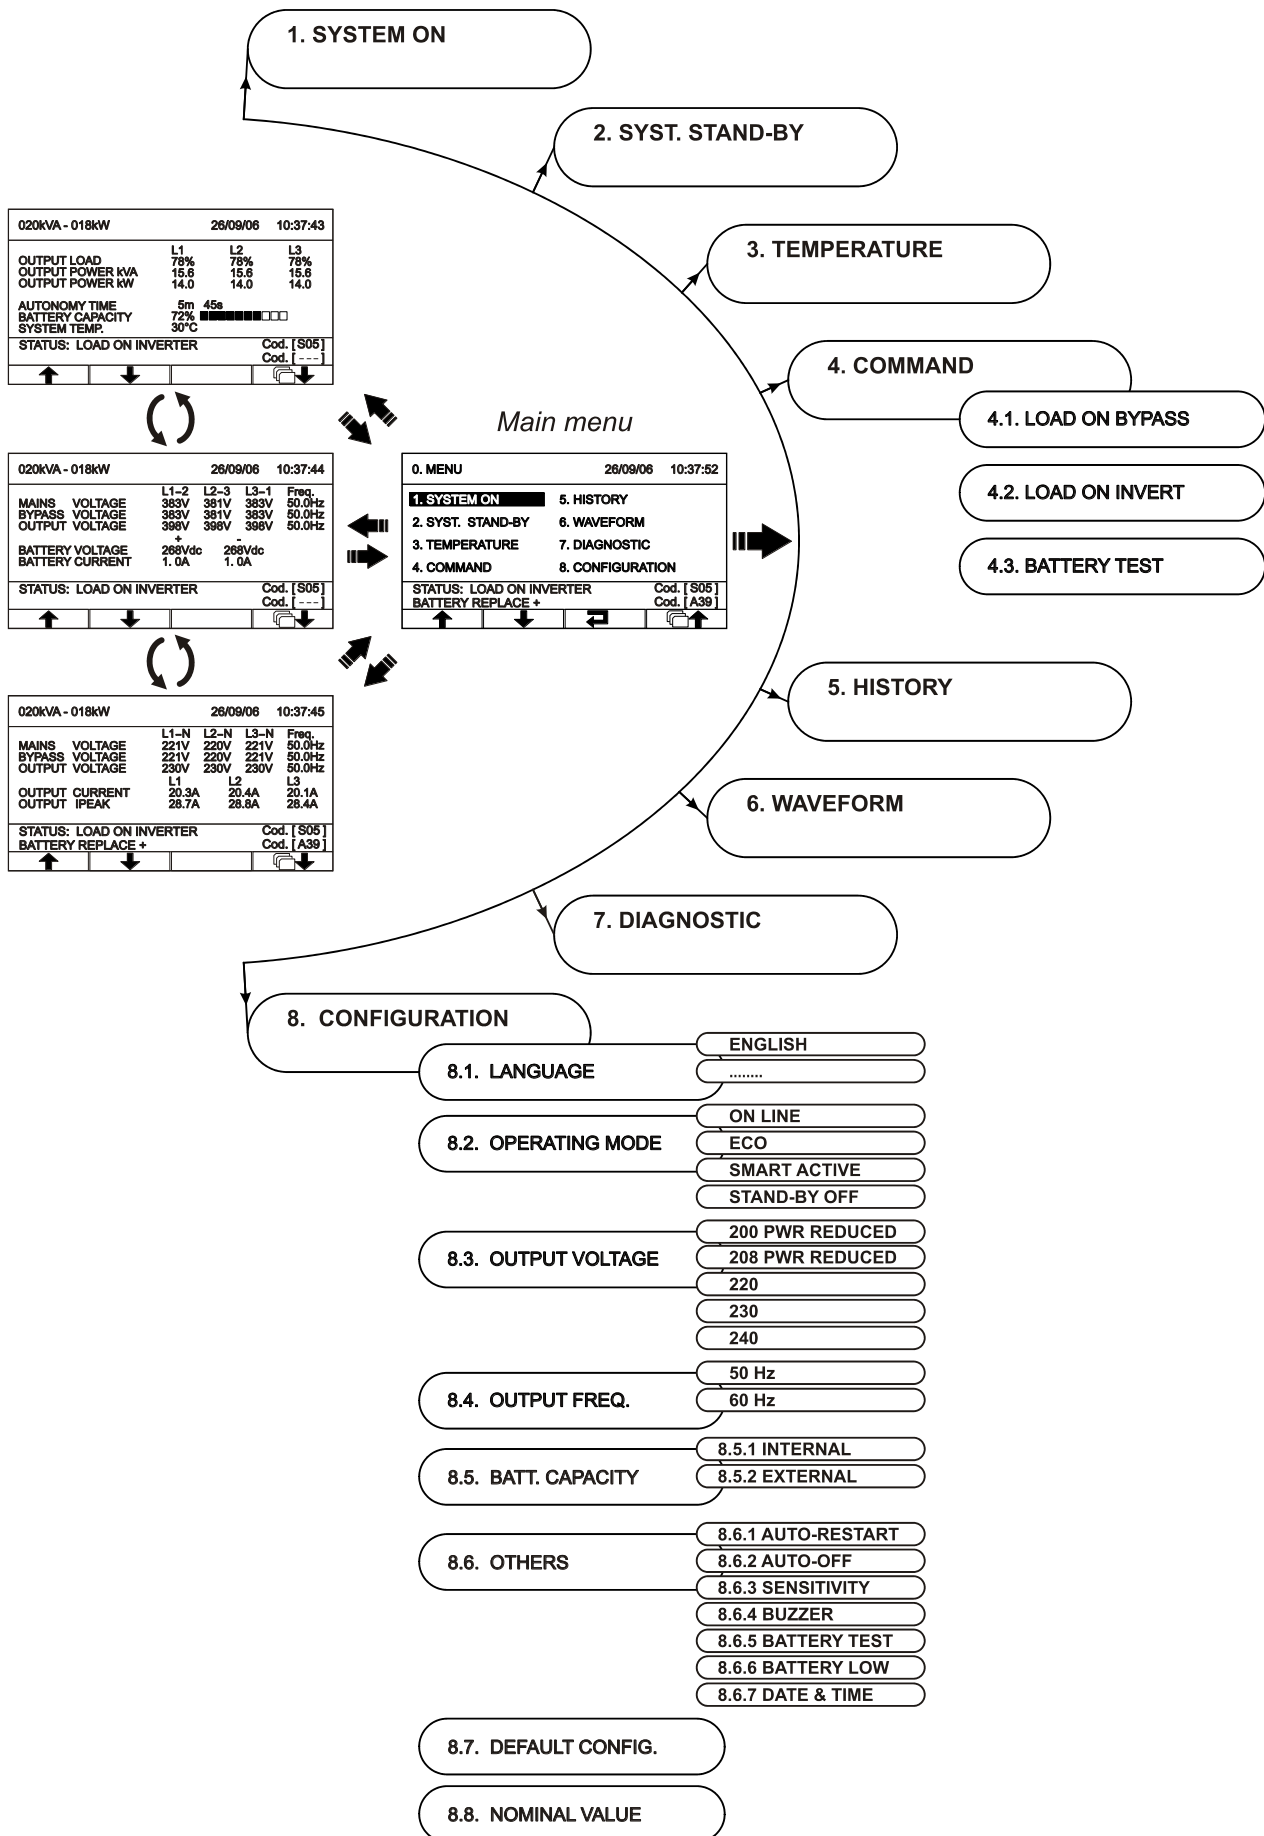 1. SYSTEM ON
2. SYST. STAND-BY
3. TEMPERATURE
4. COMMAND
4.1. LOAD ON BYPASS
4.2. LOAD ON INVERT
4.3. BATTERY TEST
5. HISTORY
6. WAVEFORM
7. DIAGNOSTIC
020kVA - 018kW 26/09/06 10:37:43
L1 L2 L3
OUTPUT LOAD 78% 78% 78%
OUTPUT POWER kVA 15.6 15.6 15.6
OUTPUT POWER kW 14.0 14.0 14.0
AUTONOMY TIME 5m 45s
BATTERY CAPACITY 72%
SYSTEM TEMP. 30°C
STATUS: LOAD ON INVERTER Cod. [S05]
Cod. [---]
020kVA - 018kW 26/09/06 10:37:44
L1-2 L2-3 L3-1 Freq.
MAINS VOLTAGE 383V 381V 383V 50.0Hz
BYPASS VOLTAGE 383V 381V 383V 50.0Hz
OUTPUT VOLTAGE 398V 398V 398V 50.0Hz
+ -
BATTERY VOLTAGE 268Vdc 268Vdc
BATTERY CURRENT 1. 0A 1. 0A
STATUS: LOAD ON INVERTER Cod. [S05]
Cod. [---]
020kVA - 018kW 26/09/06 10:37:45
L1-N L2-N L3-N Freq.
MAINS VOLTAGE 221V 220V 221V 50.0Hz
BYPASS VOLTAGE 221V 220V 221V 50.0Hz
OUTPUT VOLTAGE 230V 230V 230V 50.0Hz
L1 L2 L3
OUTPUT CURRENT 20.3A 20.4A 20.1A
OUTPUT IPEAK 28.7A 28.8A 28.4A
STATUS: LOAD ON INVERTER Cod. [S05]
BATTERY REPLACE + Cod. [A39]
Main menu
0. MENU 26/09/06 10:37:52
1. SYSTEM ON 5. HISTORY
2. SYST. STAND-BY 6. WAVEFORM
3. TEMPERATURE 7. DIAGNOSTIC
4. COMMAND 8. CONFIGURATION
STATUS: LOAD ON INVERTER Cod. [S05]
BATTERY REPLACE + Cod. [A39]
8. CONFIGURATION
8.1. LANGUAGE
ENGLISH
........
8.2. OPERATING MODE
ON LINE
ECO
SMART ACTIVE
STAND-BY OFF
8.3. OUTPUT VOLTAGE
200 PWR REDUCED
208 PWR REDUCED
220
230
240
8.4. OUTPUT FREQ.
50 Hz
60 Hz
8.5. BATT. CAPACITY
8.5.1 INTERNAL
8.5.2 EXTERNAL
8.6. OTHERS
8.6.1 AUTO-RESTART
8.6.2 AUTO-OFF
8.6.3 SENSITIVITY
8.6.4 BUZZER
8.6.5 BATTERY TEST
8.6.6 BATTERY LOW
8.6.7 DATE & TIME
8.7. DEFAULT CONFIG.
8.8. NOMINAL VALUE